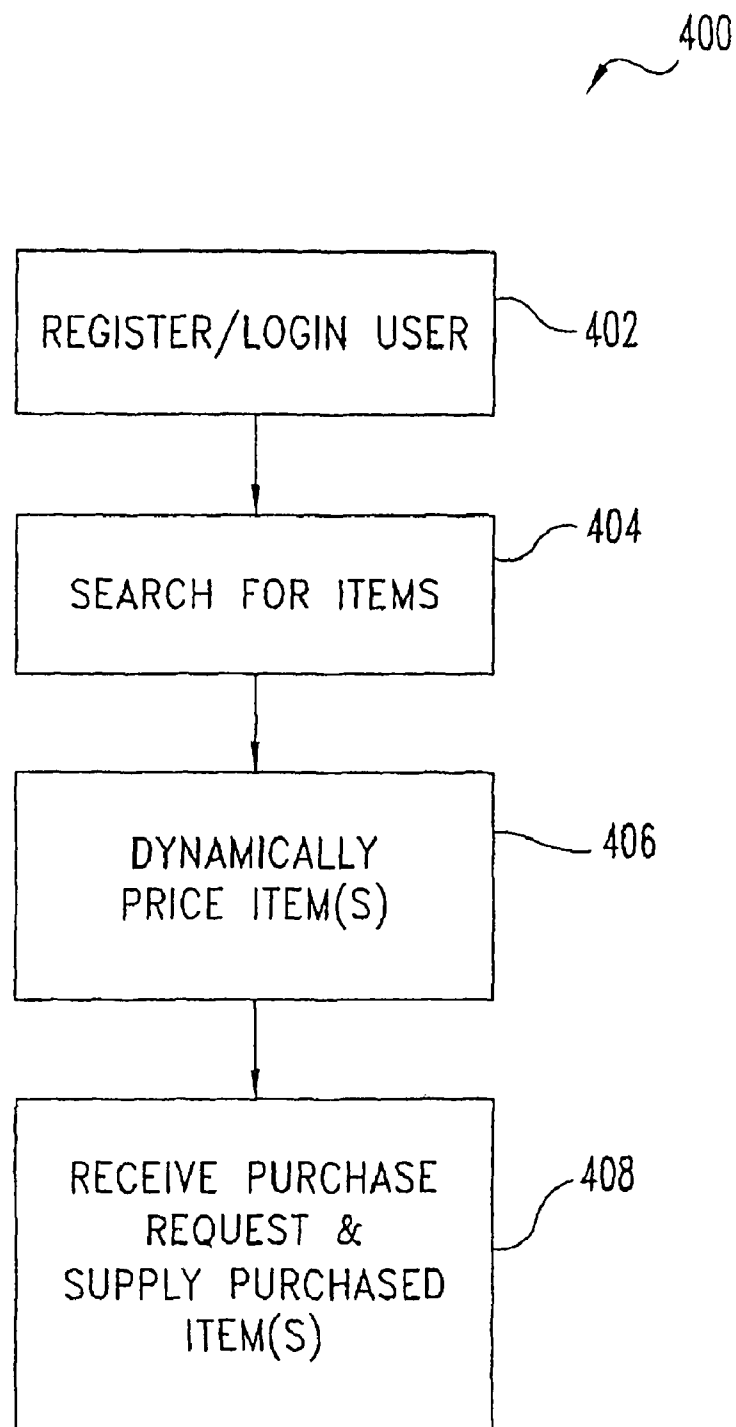 400
REGISTER/LOGIN USER
402
SEARCH FOR ITEMS
404
DYNAMICALLY
PRICE ITEM(S)
406
RECEIVE PURCHASE
REQUEST &
SUPPLY PURCHASED
ITEM(S)
408